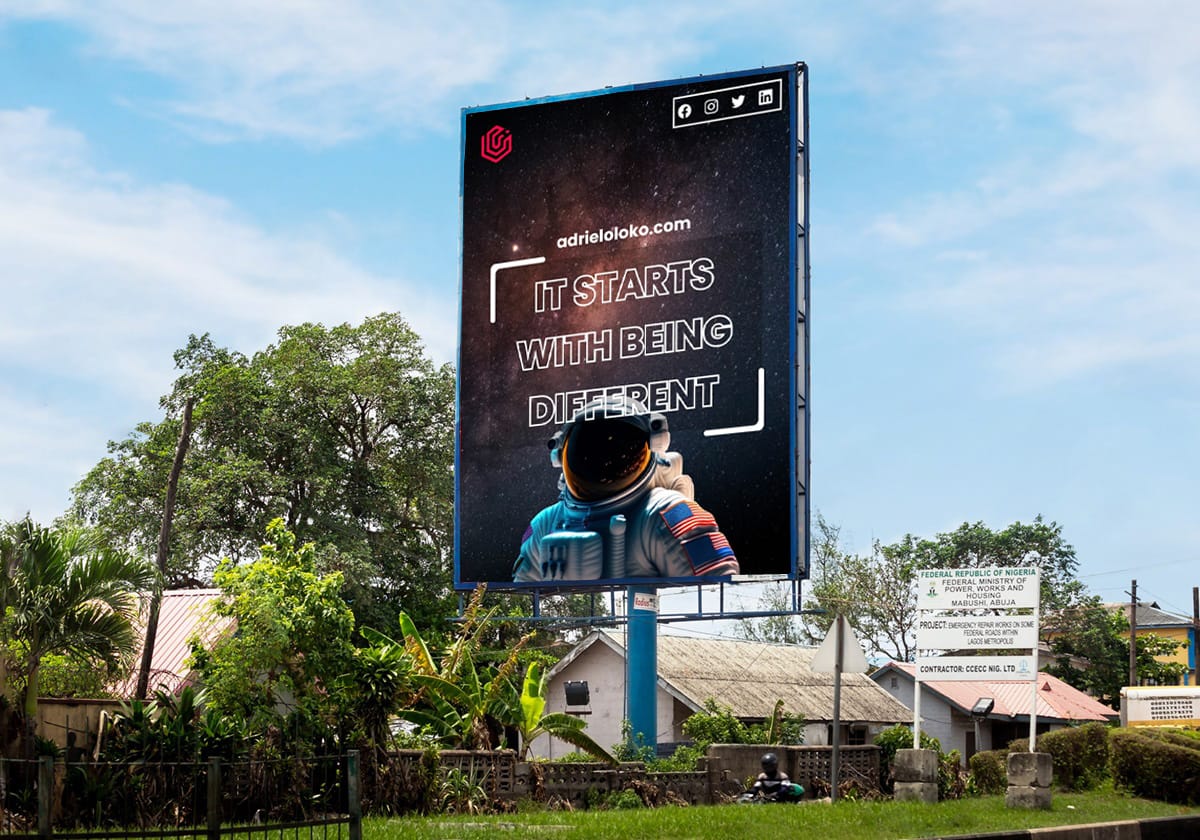 adrieloloko.com
IT STARTS
WITH BEING
DIFFERENT
FEDERAL REPUBLIC OF NIGERIA
FEDERAL MINISTRY OF
POWER, WORKS AND
HOUSING
MABUSHI, ABUJA
PROJECT: EMERGENCY REPAIR WORKS ON SOME
FEDERAL ROADS WITHIN
LAGOS METROPOLIS
CONTRACTOR: CCECC NIG. LTD